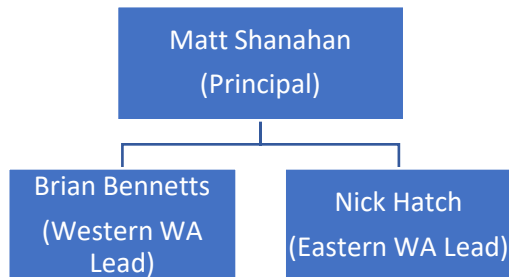 Matt Shanahan
(Principal)
Brian Bennetts
(Western WA
Lead)
Nick Hatch
(Eastern WA Lead)